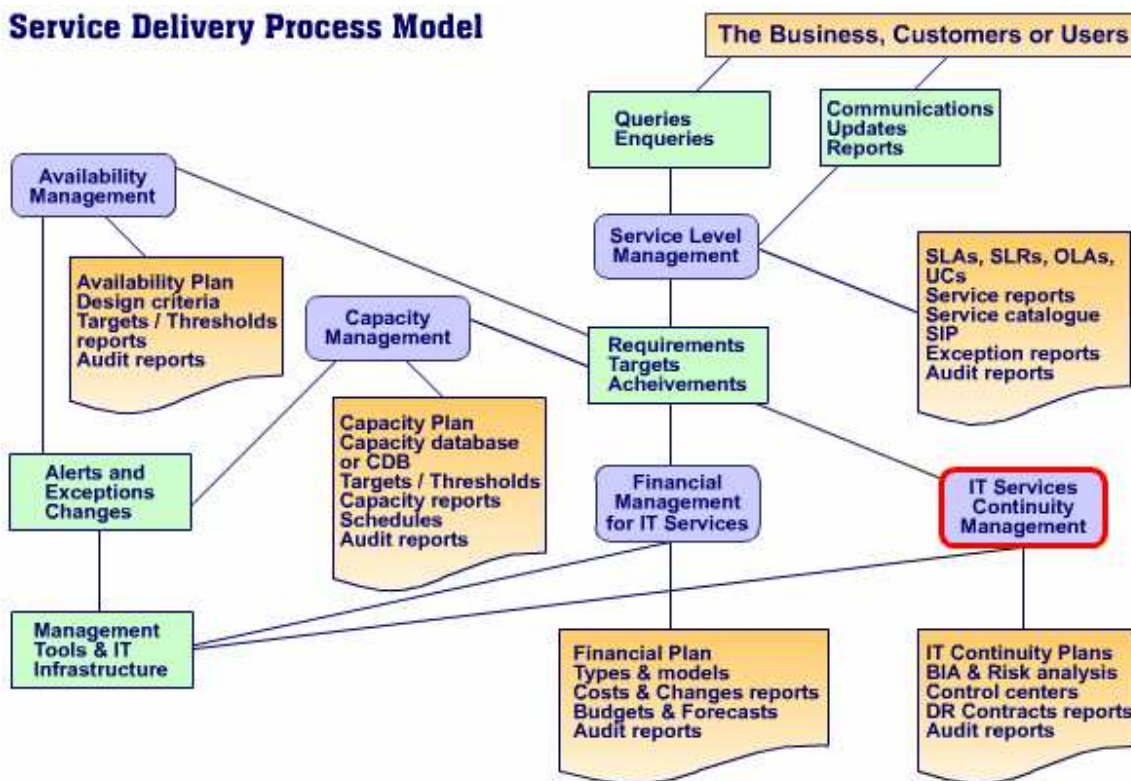 Service Delivery Process Model
The Business, Customers or Users
Queries
Enqueries
Communications
Updates
Reports
Availability
Management
Service Level
Management
SLAs, SLRs, OLAs,
UCs
Service reports
Service catalogue
SIP
Exception reports
Audit reports
Availability Plan
Design criteria
Targets / Thresholds
reports
Audit reports
Capacity
Management
Requirements
Targets
Acheivements
Capacity Plan
Capacity database
or CDB
Targets / Thresholds
Capacity reports
Schedules
Audit reports
Alerts and
Exceptions
Changes
Financial
Management
for IT Services
IT Services
Continuity
Management
Management
Tools & IT
Infrastructure
Financial Plan
Types & models
Costs & Changes reports
Budgets & Forecasts
Audit reports
IT Continuity Plans
BIA & Risk analysis
Control centers
DR Contracts reports
Audit reports